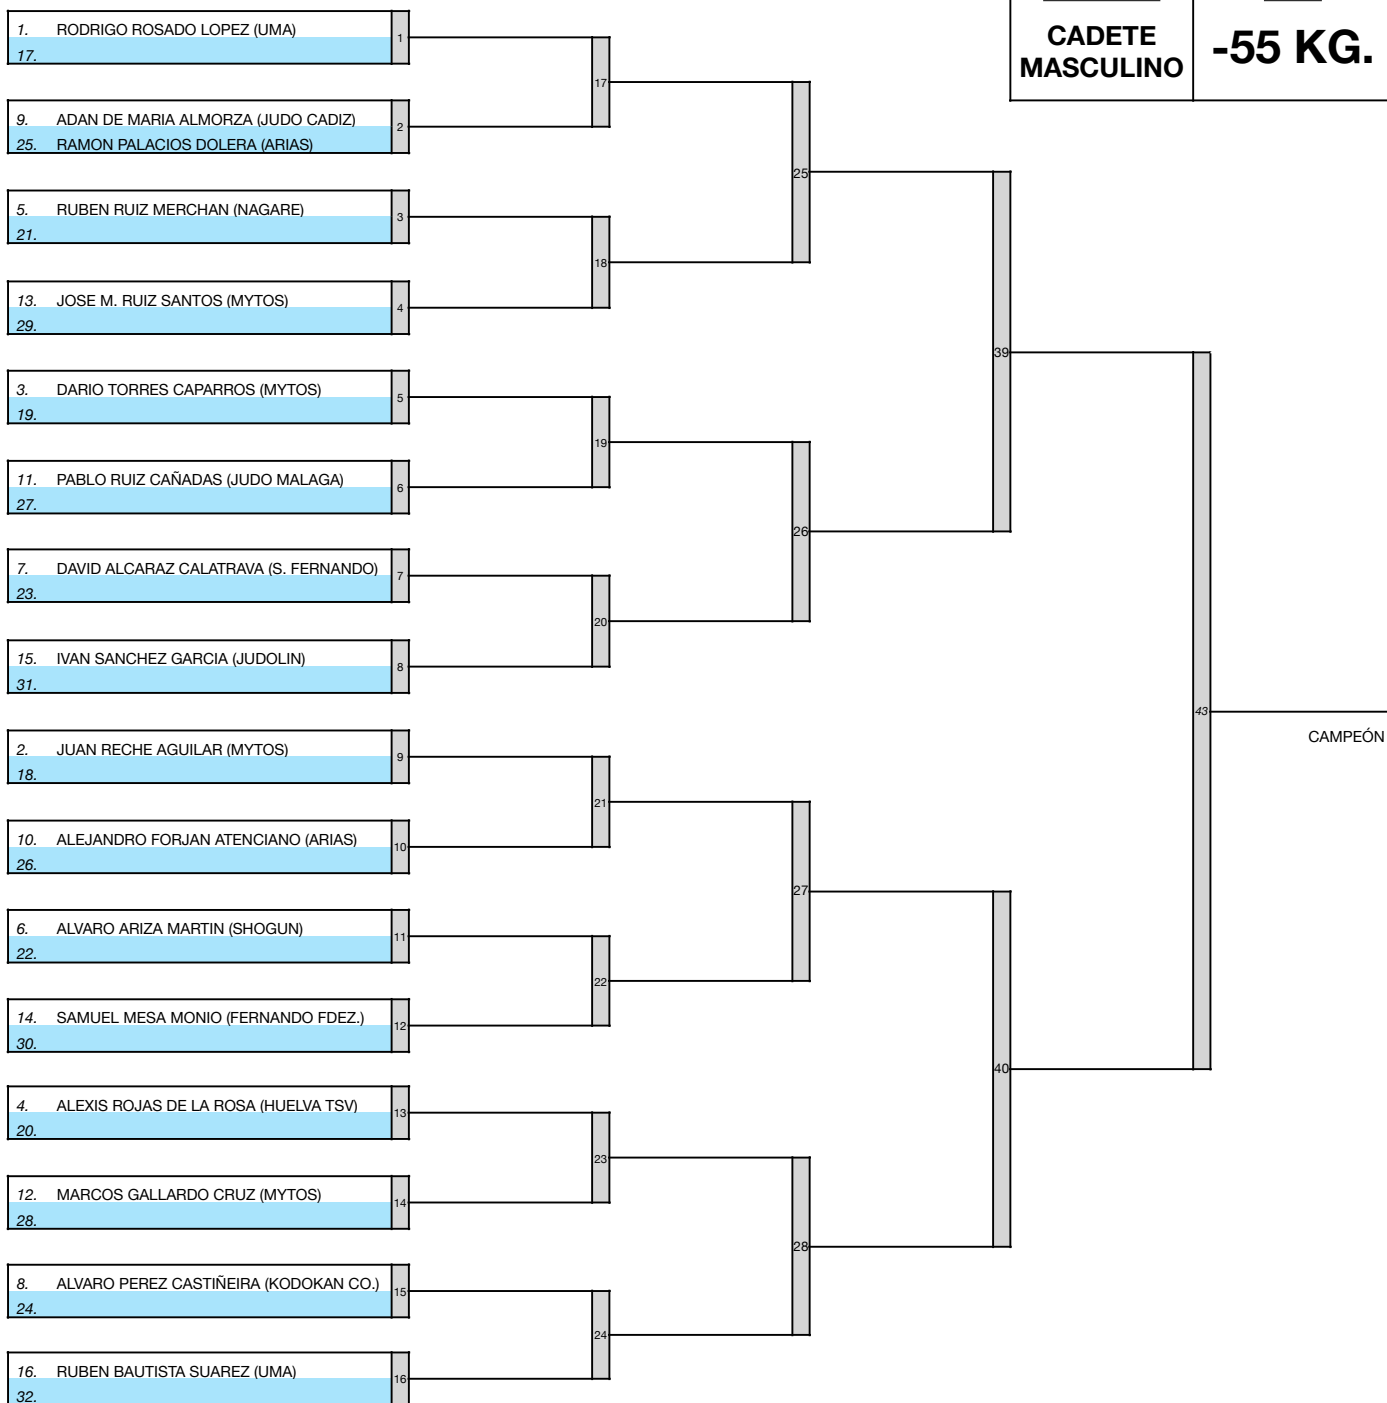 CADETE
MASCULINO
-55 KG.
1. RODRIGO ROSADO LOPEZ (UMA)
17.
1
9. ADAN DE MARIA ALMORZA (JUDO CADIZ)
25. RAMON PALACIOS DOLERA (ARIAS)
2
17
5. RUBEN RUIZ MERCHAN (NAGARE)
21.
3
13. JOSE M. RUIZ SANTOS (MYTOS)
29.
4
18
25
3. DARIO TORRES CAPARROS (MYTOS)
19.
5
11. PABLO RUIZ CAÑADAS (JUDO MALAGA)
27.
6
19
7. DAVID ALCARAZ CALATRAVA (S. FERNANDO)
23.
7
15. IVAN SANCHEZ GARCIA (JUDOLIN)
31.
8
20
26
39
2. JUAN RECHE AGUILAR (MYTOS)
18.
9
10. ALEJANDRO FORJAN ATENCIANO (ARIAS)
26.
10
21
6. ALVARO ARIZA MARTIN (SHOGUN)
22.
11
14. SAMUEL MESA MONIO (FERNANDO FDEZ.)
30.
12
22
27
4. ALEXIS ROJAS DE LA ROSA (HUELVA TSV)
20.
13
12. MARCOS GALLARDO CRUZ (MYTOS)
28.
14
23
8. ALVARO PEREZ CASTIÑEIRA (KODOKAN CO.)
24.
15
16. RUBEN BAUTISTA SUAREZ (UMA)
32.
16
24
28
40
43
CAMPEÓN